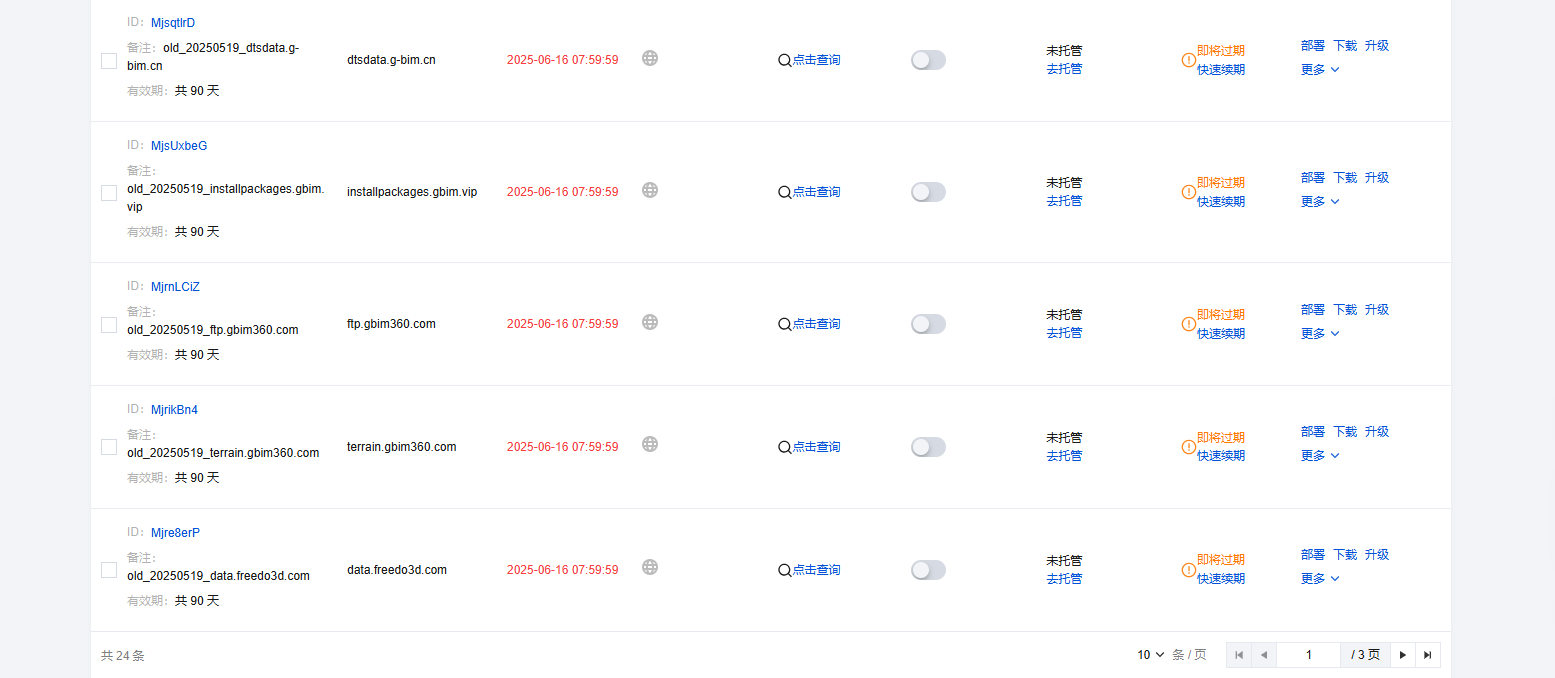 ID: MjsqtlrD
备注: old_20250519_dtsdata.g-
bim.cn
有效期: 共 90 天
dtsdata.g-bim.cn
2025-06-16 07:59:59
点击查询
未托管
去托管
即将过期
快速续期
部署 下载 升级
更多
ID: MjsUxbeG
备注:
old_20250519_installpackages.gbim.
vip
有效期: 共 90 天
installpackages.gbim.vip
2025-06-16 07:59:59
点击查询
未托管
去托管
即将过期
快速续期
部署 下载 升级
更多
ID: MjrnLCiZ
备注:
old_20250519_ftp.gbim360.com
有效期: 共 90 天
ftp.gbim360.com
2025-06-16 07:59:59
点击查询
未托管
去托管
即将过期
快速续期
部署 下载 升级
更多
ID: MjrikBn4
备注:
old_20250519_terrain.gbim360.com
有效期: 共 90 天
terrain.gbim360.com
2025-06-16 07:59:59
点击查询
未托管
去托管
即将过期
快速续期
部署 下载 升级
更多
ID: Mjre8erP
备注:
old_20250519_data.freedo3d.com
有效期: 共 90 天
data.freedo3d.com
2025-06-16 07:59:59
点击查询
未托管
去托管
即将过期
快速续期
部署 下载 升级
更多
共 24 条
10 条 / 页
1 / 3 页